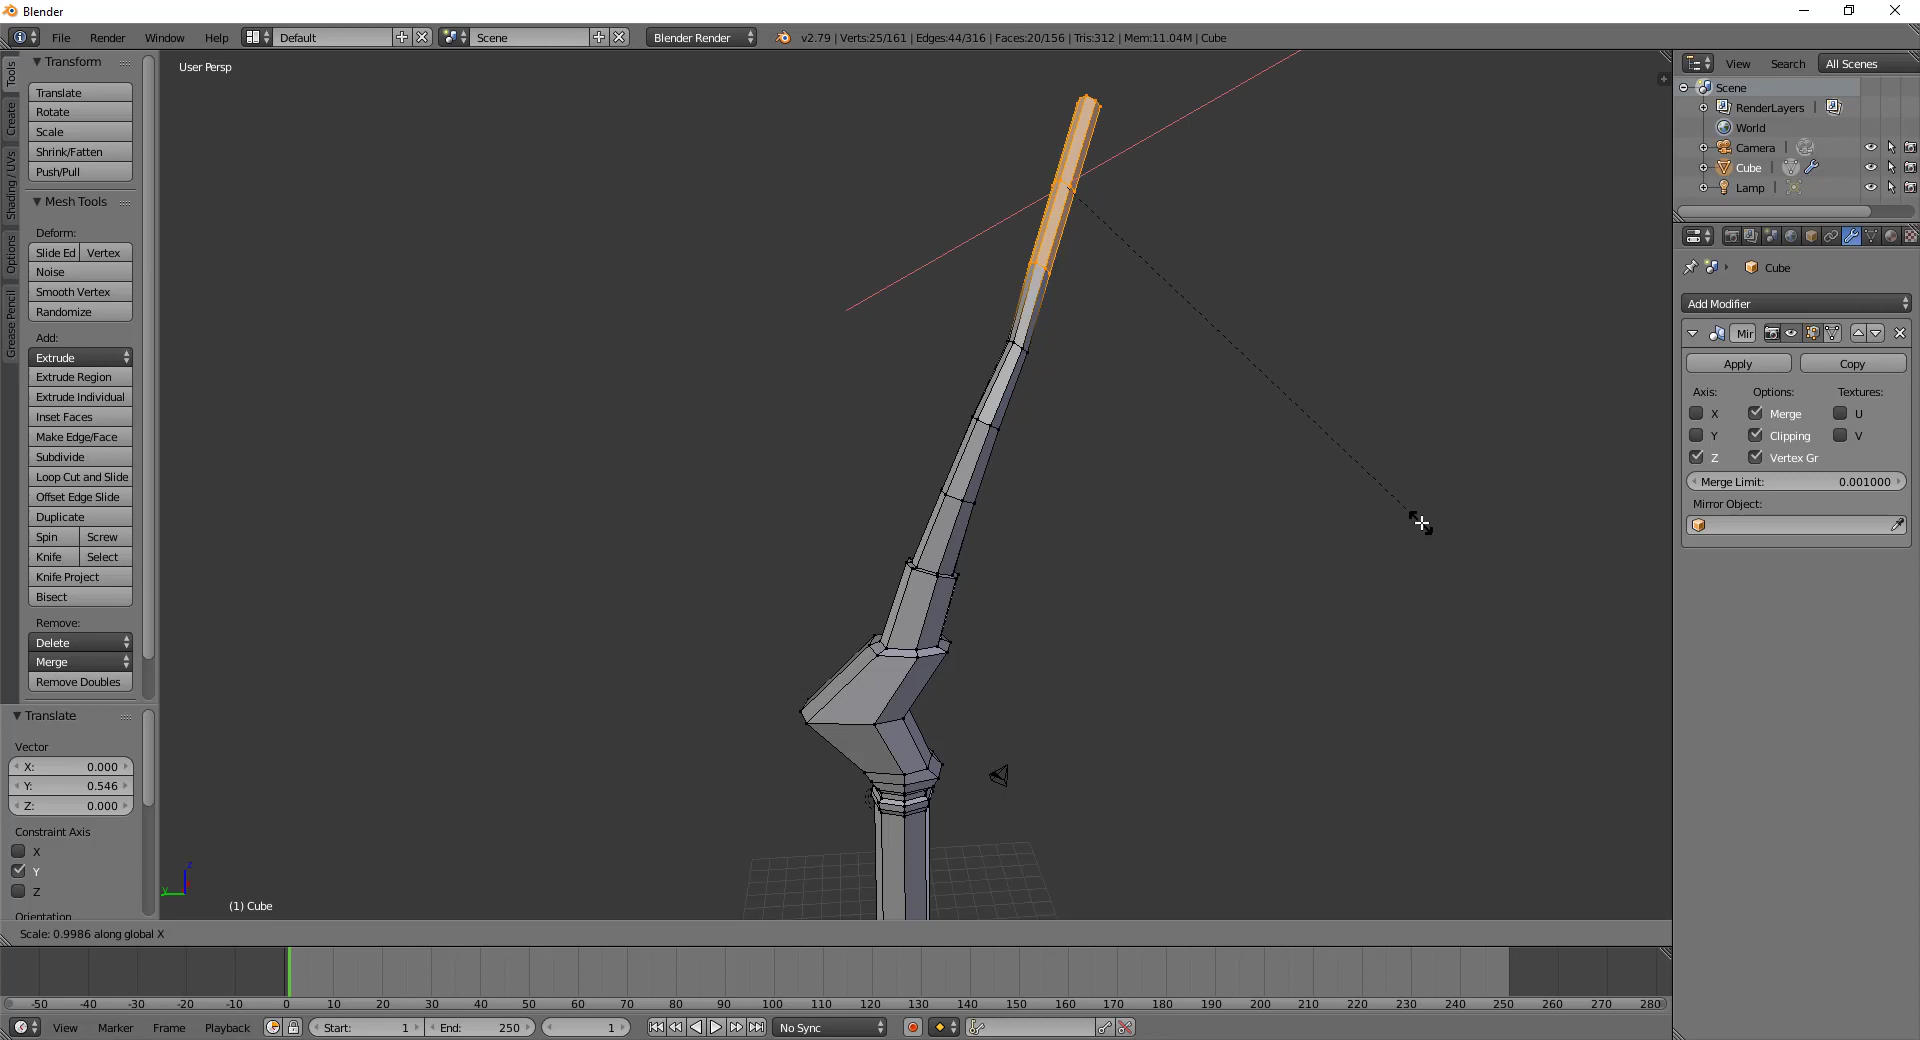 Blender
File Render Window Help Default Scene Blender Render v2.79 | Verts:25/161 | Edges:44/316 | Faces:20/156 | Tris:312 | Mem:11.04M | Cube
Tools
Create
Shading / UVs
Options
Grease Pencil
Transform
Translate
Rotate
Scale
Shrink/Fatten
Push/Pull
Mesh Tools
Deform:
Slide Ed Vertex
Noise
Smooth Vertex
Randomize
Add:
Extrude
Extrude Region
Extrude Individual
Inset Faces
Make Edge/Face
Subdivide
Loop Cut and Slide
Offset Edge Slide
Duplicate
Spin Screw
Knife Select
Knife Project
Bisect
Remove:
Delete
Merge
Remove Doubles
Translate
Vector
X: 0.000
Y: 0.546
Z: 0.000
Constraint Axis
X
Y
Z
Orientation
User Persp
z
y
(1) Cube
Scale: 0.9986 along global X
View Search All Scenes
Scene
RenderLayers
World
Camera
Cube
Lamp
Cube
Add Modifier
Mir
Apply Copy
Axis: Options: Textures:
X Merge U
Y Clipping V
Z Vertex Gr
Merge Limit: 0.001000
Mirror Object:
-50 -40 -30 -20 -10 0 10 20 30 40 50 60 70 80 90 100 110 120 130 140 150 160 170 180 190 200 210 220 230 240 250 260 270 280
View Marker Frame Playback Start: 1 End: 250 1 No Sync